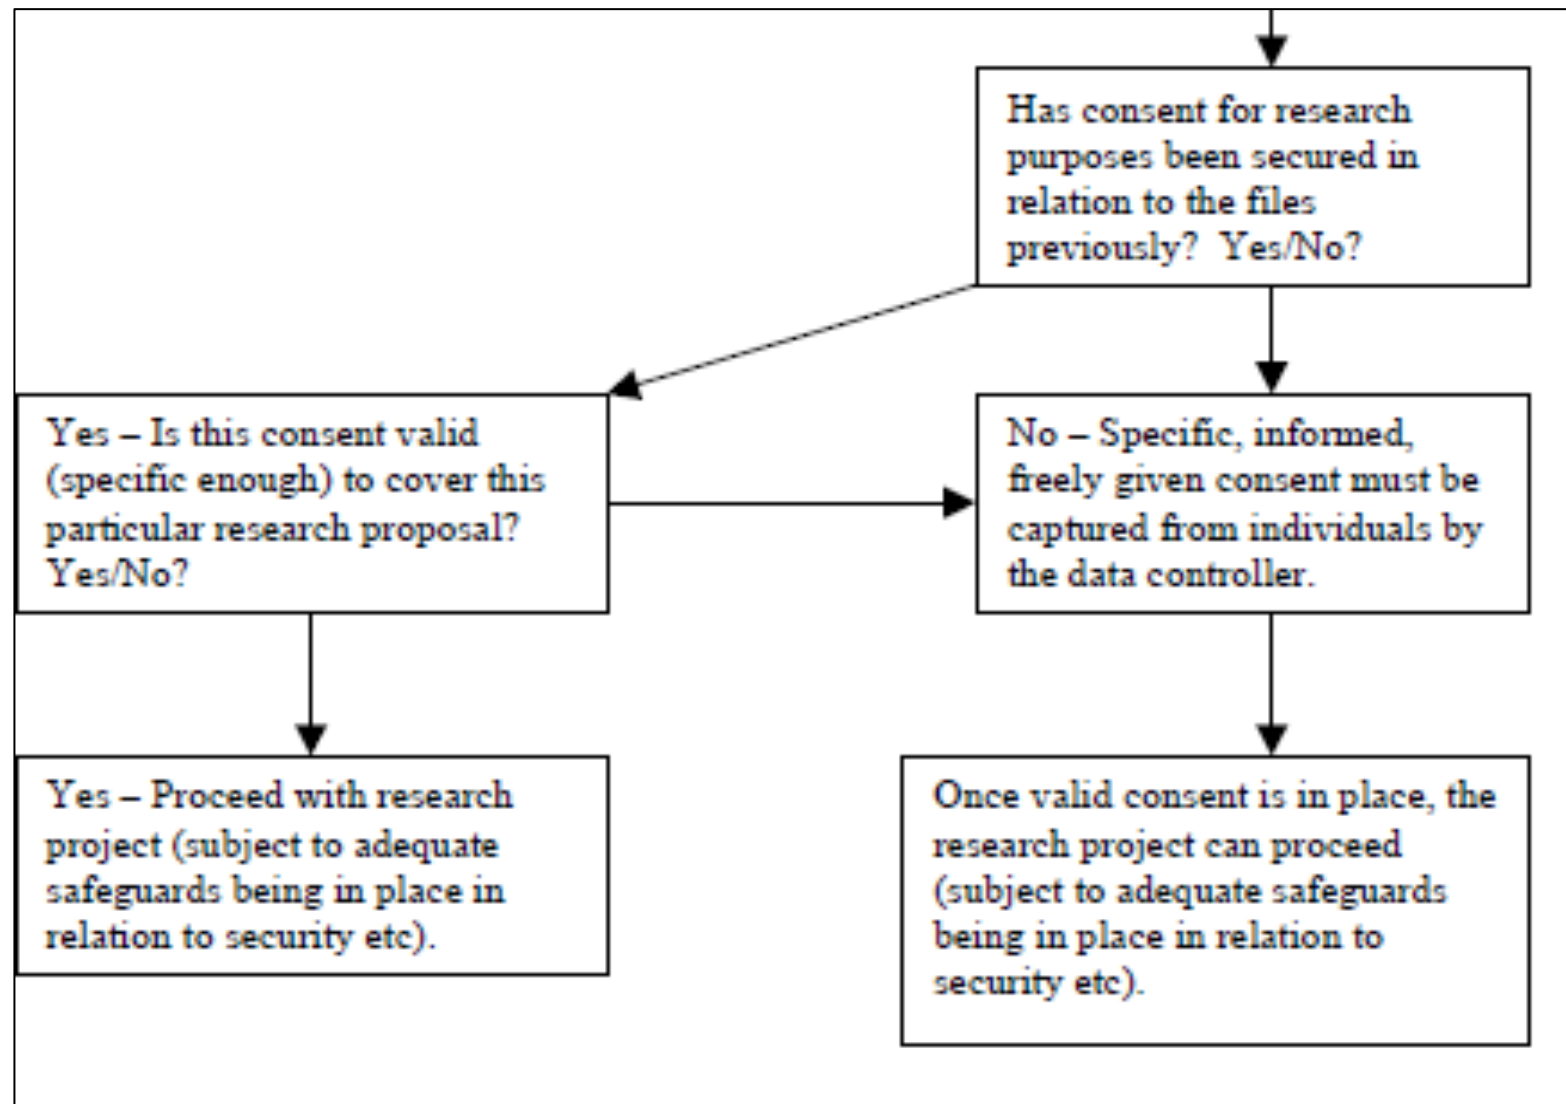 Has consent for research
purposes been secured in
relation to the files
previously?  Yes/No?
Yes – Is this consent valid
(specific enough) to cover this
particular research proposal?
Yes/No?
No – Specific, informed,
freely given consent must be
captured from individuals by
the data controller.
Yes – Proceed with research
project (subject to adequate
safeguards being in place in
relation to security etc).
Once valid consent is in place, the
research project can proceed
(subject to adequate safeguards
being in place in relation to
security etc).